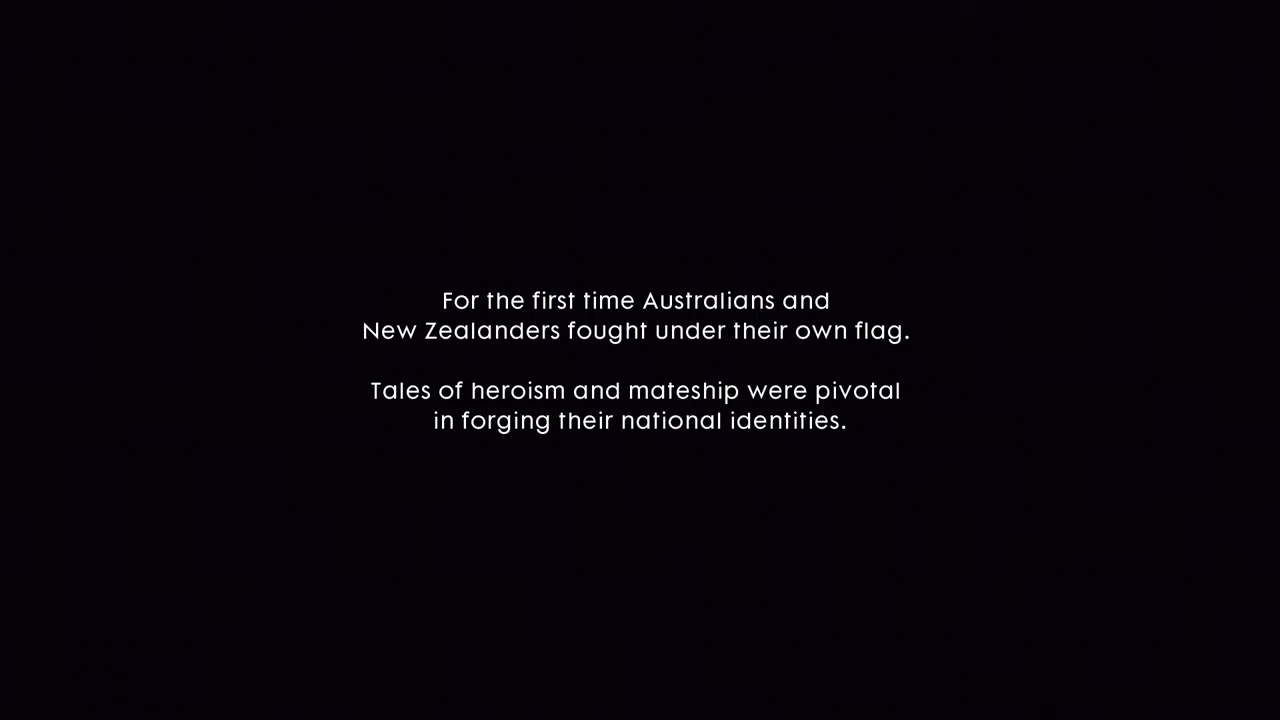 For the first time Australians and
New Zealanders fought under their own flag.
Tales of heroism and mateship were pivotal
in forging their national identities.